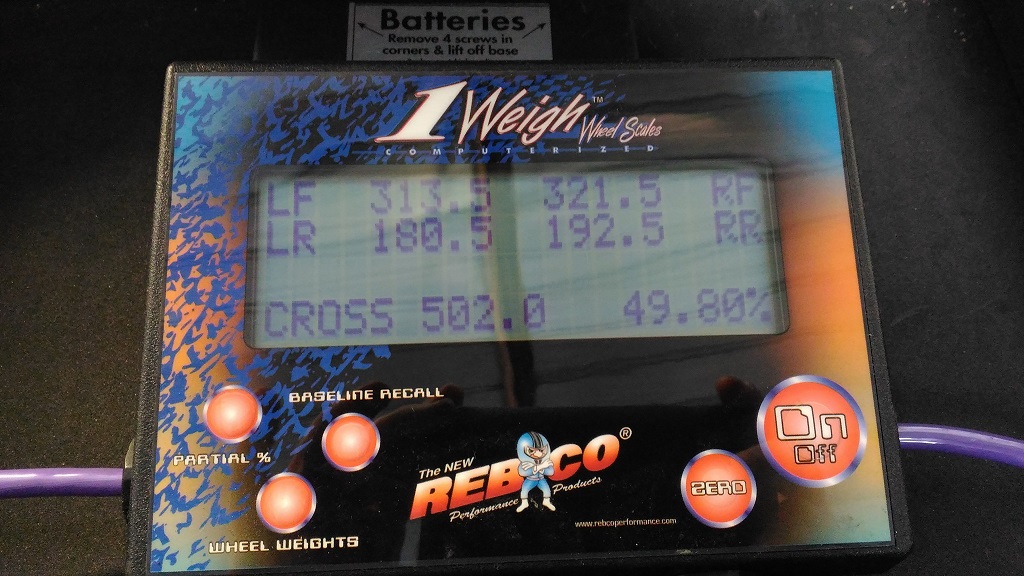 Batteries
Remove 4 screws in
corners & lift off base
1 Weigh™ Wheel Scales
COMPUTERIZED
LF 313.5 321.5 RF
LR 180.5 192.5 RR
CROSS 502.0 49.80%
BASELINE RECALL
PARTIAL %
WHEEL WEIGHTS
The NEW
REBCO®
Performance Products
www.rebcoperformance.com
ZERO
On
Off